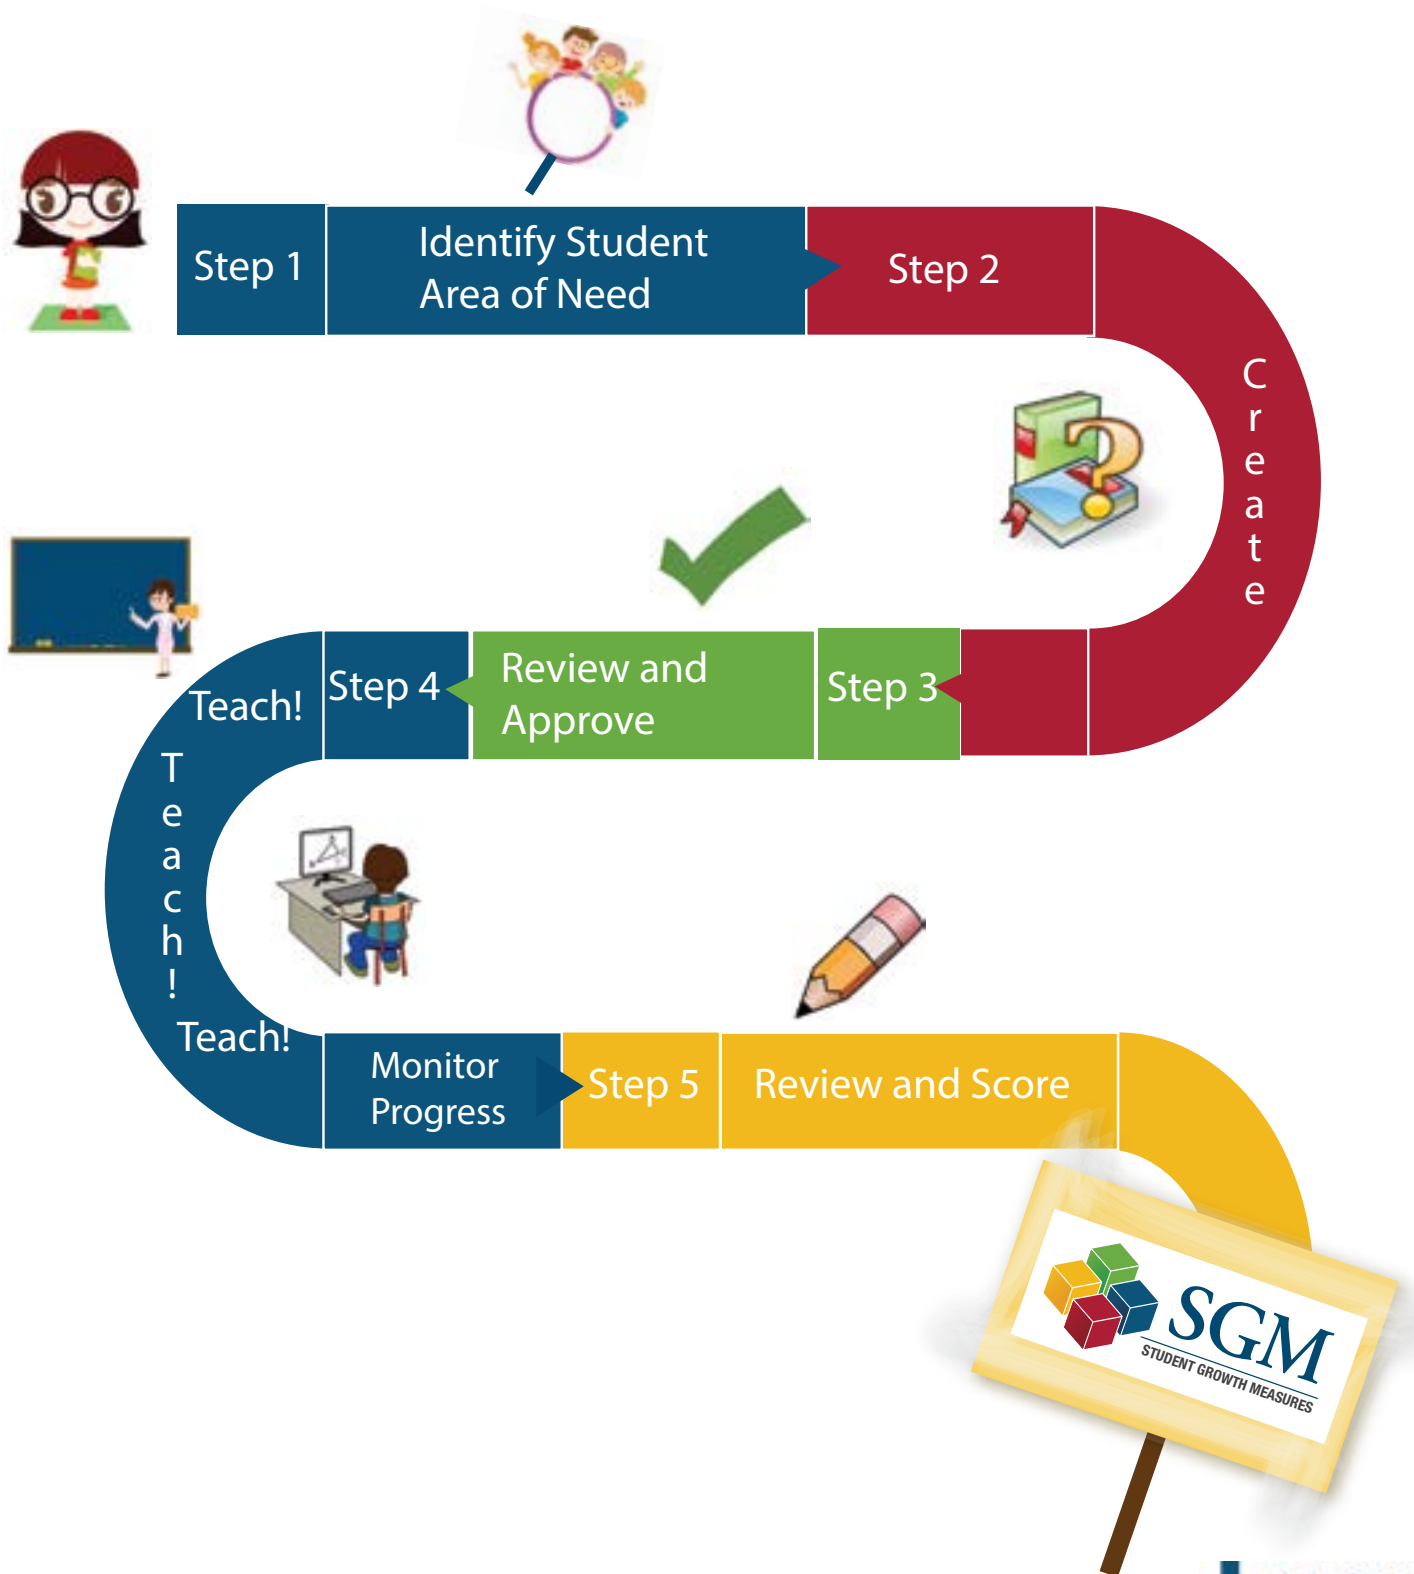 Step 1
Identify Student
Area of Need
Step 2
Create
Step 3
Review and
Approve
Step 4
Teach!
Teach!
Teach!
Monitor
Progress
Step 5
Review and Score
SGM
STUDENT GROWTH MEASURES